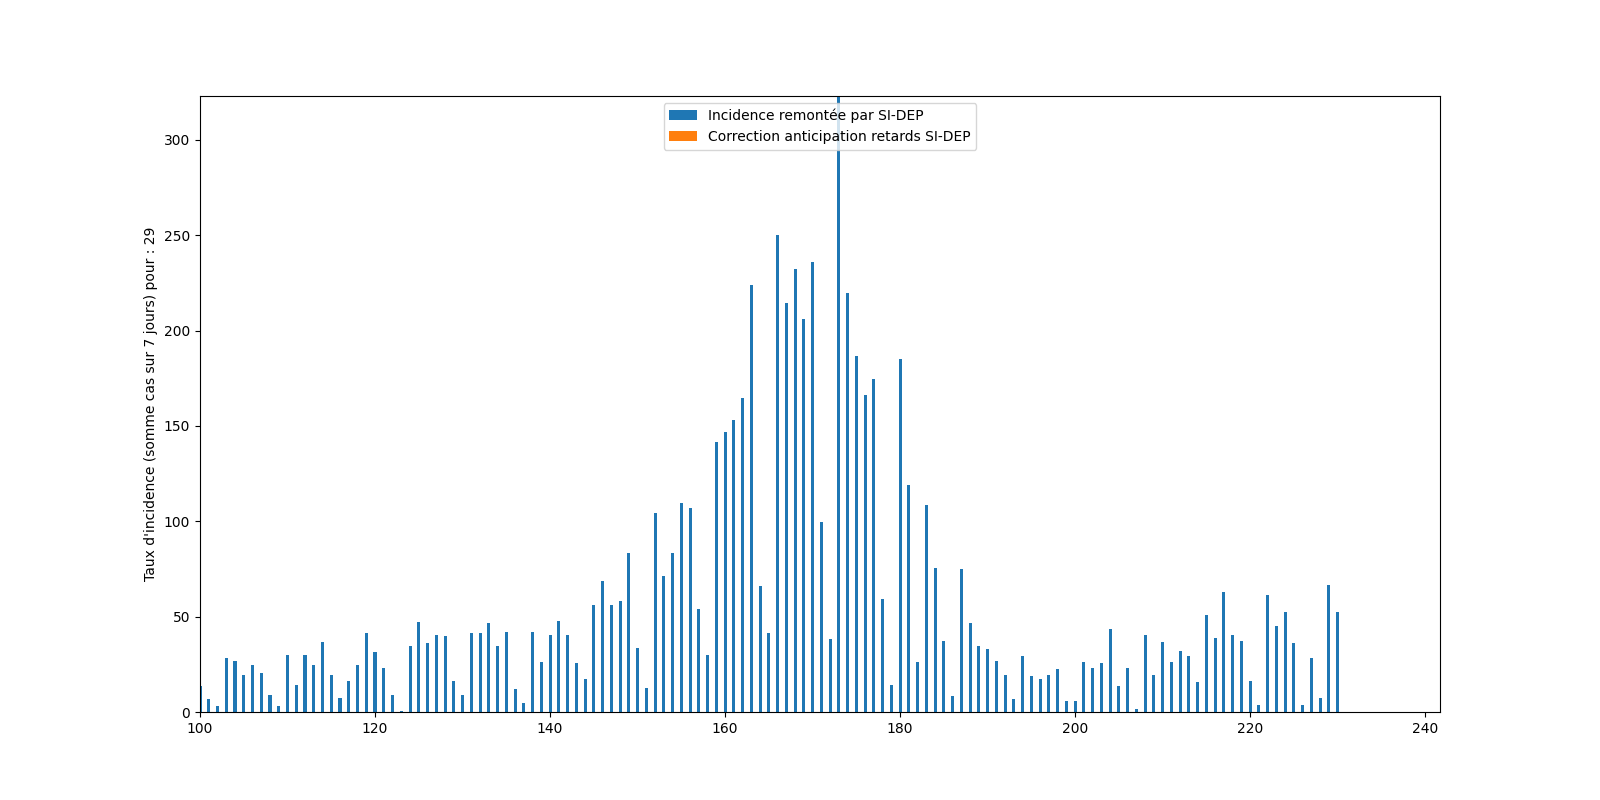 Incidence remontée par SI-DEP
Correction anticipation retards SI-DEP
Taux d'incidence (somme cas sur 7 jours) pour : 29
300
250
200
150
100
50
0
100 120 140 160 180 200 220 240